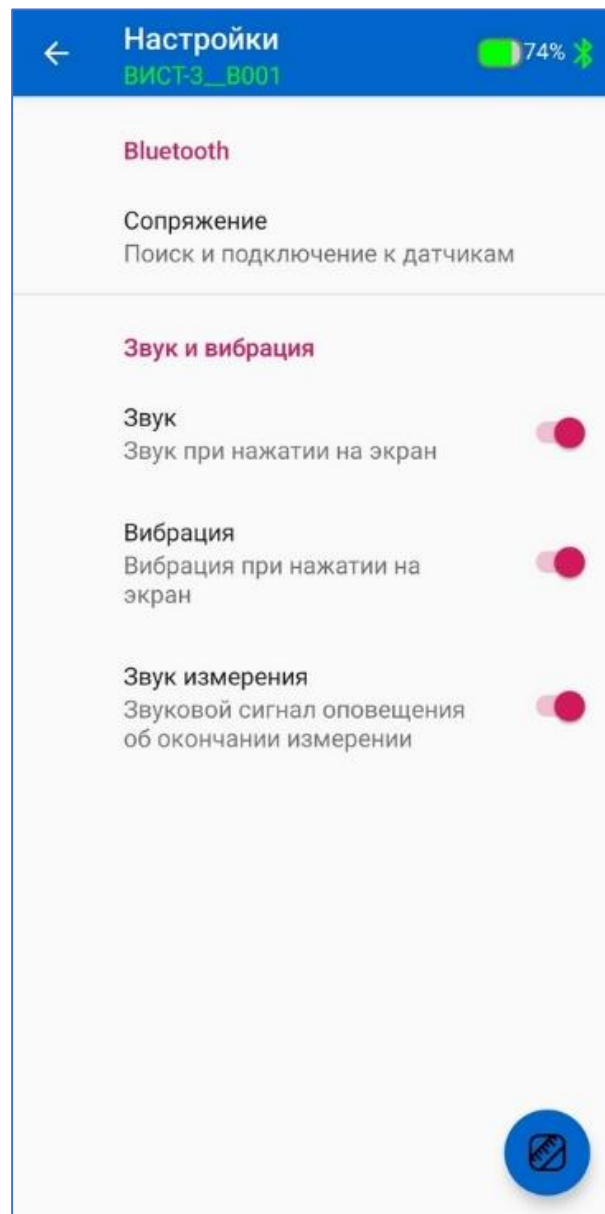 Настройки
ВИСТ-3__В001
74%
Bluetooth
Сопряжение
Поиск и подключение к датчикам
Звук и вибрация
Звук
Звук при нажатии на экран
Вибрация
Вибрация при нажатии на
экран
Звук измерения
Звуковой сигнал оповещения
об окончании измерении